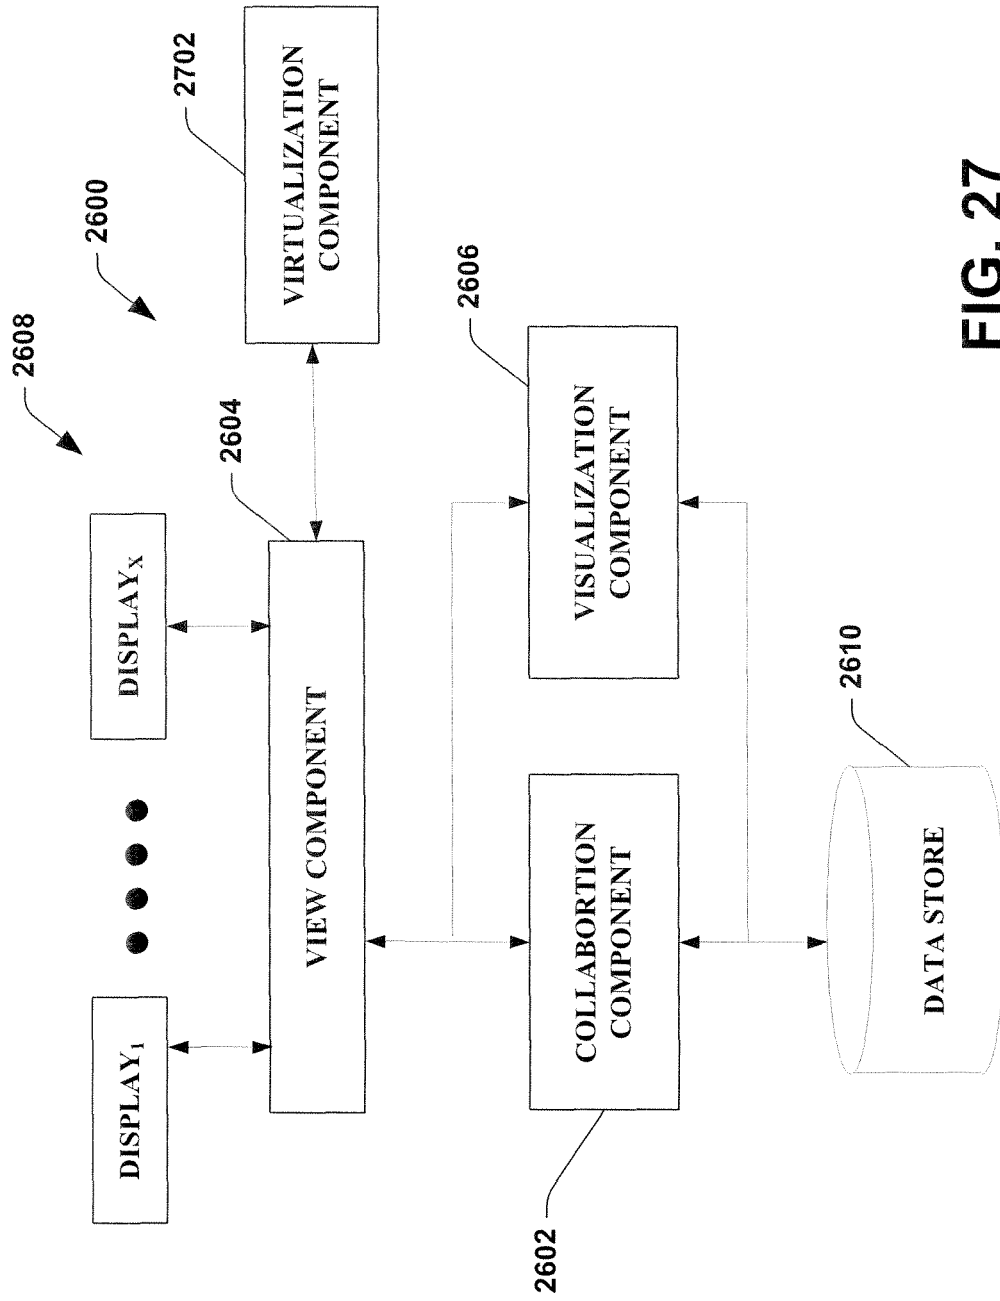 2608
2600
2702
DISPLAY1
DISPLAYX
2604
VIRTUALIZATION
COMPONENT
VIEW COMPONENT
2606
COLLABORTION
COMPONENT
VISUALIZATION
COMPONENT
2602
2610
DATA STORE
FIG. 27